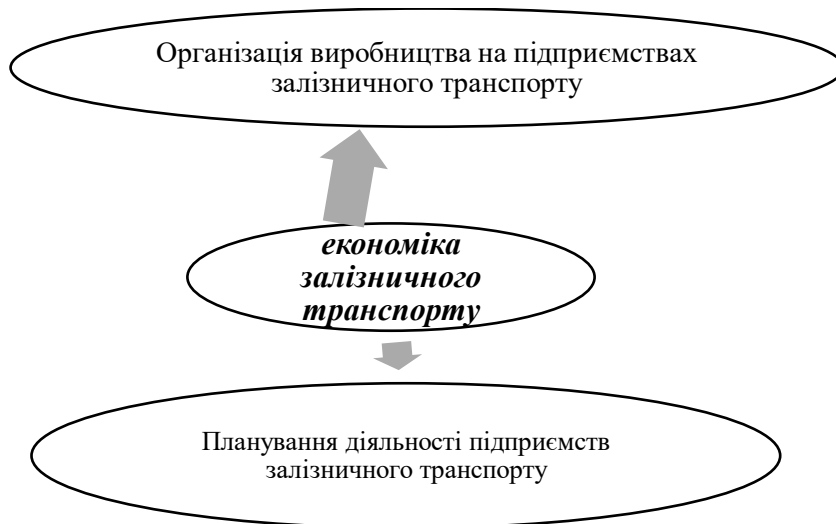 Організація виробництва на підприємствах
залізничного транспорту
економіка
залізничного
транспорту
Планування діяльності підприємств
залізничного транспорту